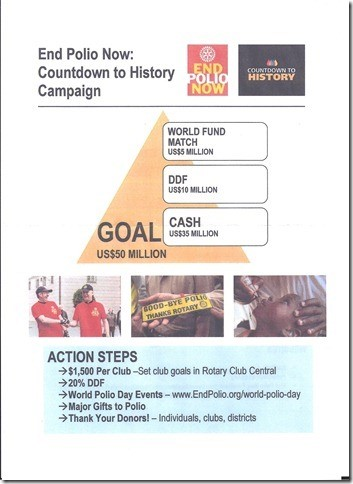 End Polio Now:
Countdown to History
Campaign
END
POLIO
NOW
COUNTDOWN TO
HISTORY
WORLD FUND
MATCH
US$5 MILLION
DDF
US$10 MILLION
CASH
US$35 MILLION
GOAL
US$50 MILLION
GOOD-BYE POLIO
THANKS ROTARY
ACTION STEPS
→$1,500 Per Club –Set club goals in Rotary Club Central
→20% DDF
→World Polio Day Events – www.EndPolio.org/world-polio-day
→Major Gifts to Polio
→Thank Your Donors! – Individuals, clubs, districts